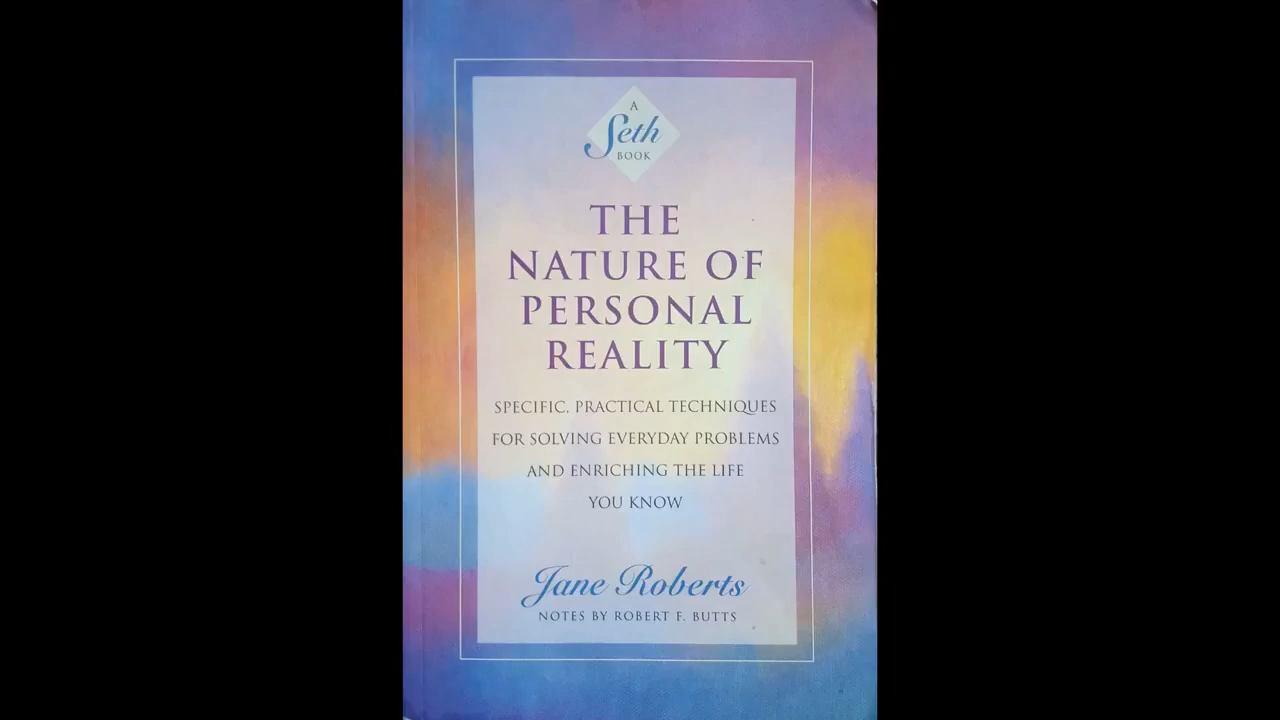 A
Seth
BOOK
THE
NATURE OF
PERSONAL
REALITY
SPECIFIC, PRACTICAL TECHNIQUES
FOR SOLVING EVERYDAY PROBLEMS
AND ENRICHING THE LIFE
YOU KNOW
Jane Roberts
NOTES BY ROBERT F. BUTTS